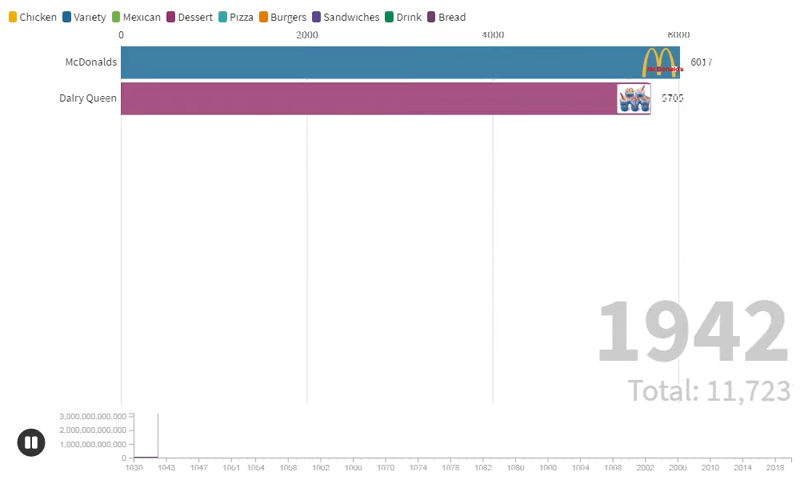 Chicken Variety Mexican Dessert Pizza Burgers Sandwiches Drink Bread
0 2000 4000 6000
McDonalds McDonald's 6017
Dairy Queen 5705
1942
Total: 11,723
3,000,000,000,000
2,000,000,000,000
1,000,000,000,000
0
1939 1943 1947 1951 1954 1958 1962 1966 1970 1974 1978 1982 1986 1990 1994 1998 2002 2006 2010 2014 2018